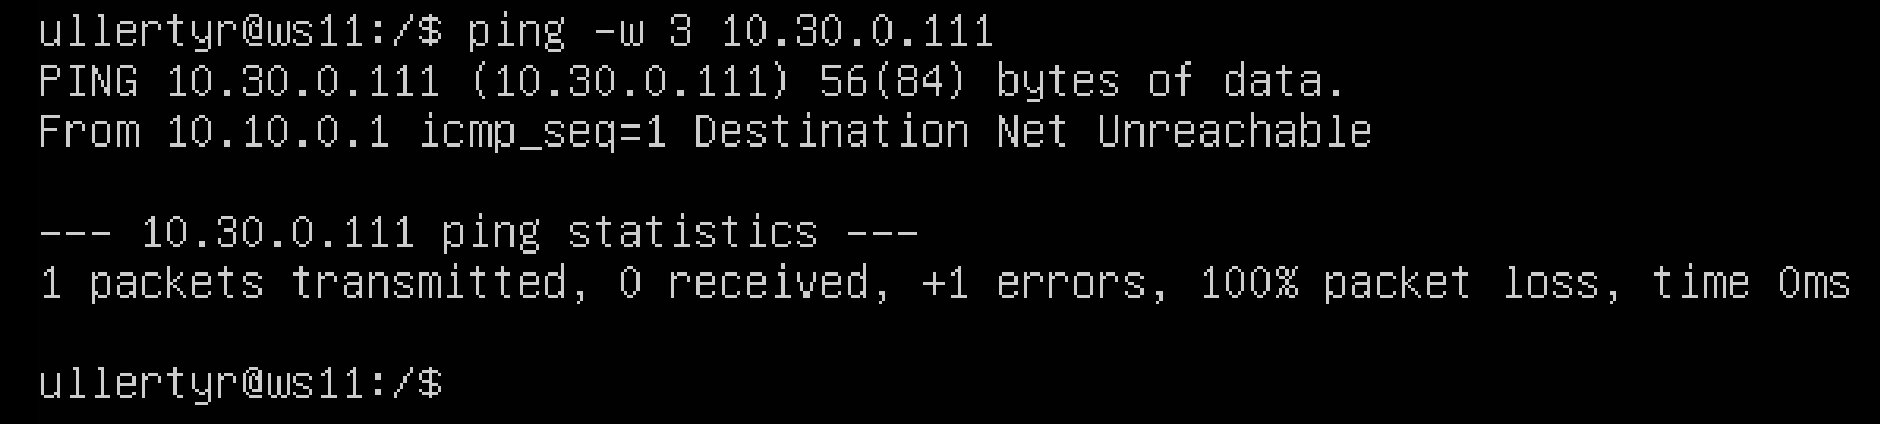 ullertyr@ws11:/$ ping -w 3 10.30.0.111
PING 10.30.0.111 (10.30.0.111) 56(84) bytes of data.
From 10.10.0.1 icmp_seq=1 Destination Net Unreachable
--- 10.30.0.111 ping statistics ---
1 packets transmitted, 0 received, +1 errors, 100% packet loss, time 0ms
ullertyr@ws11:/$